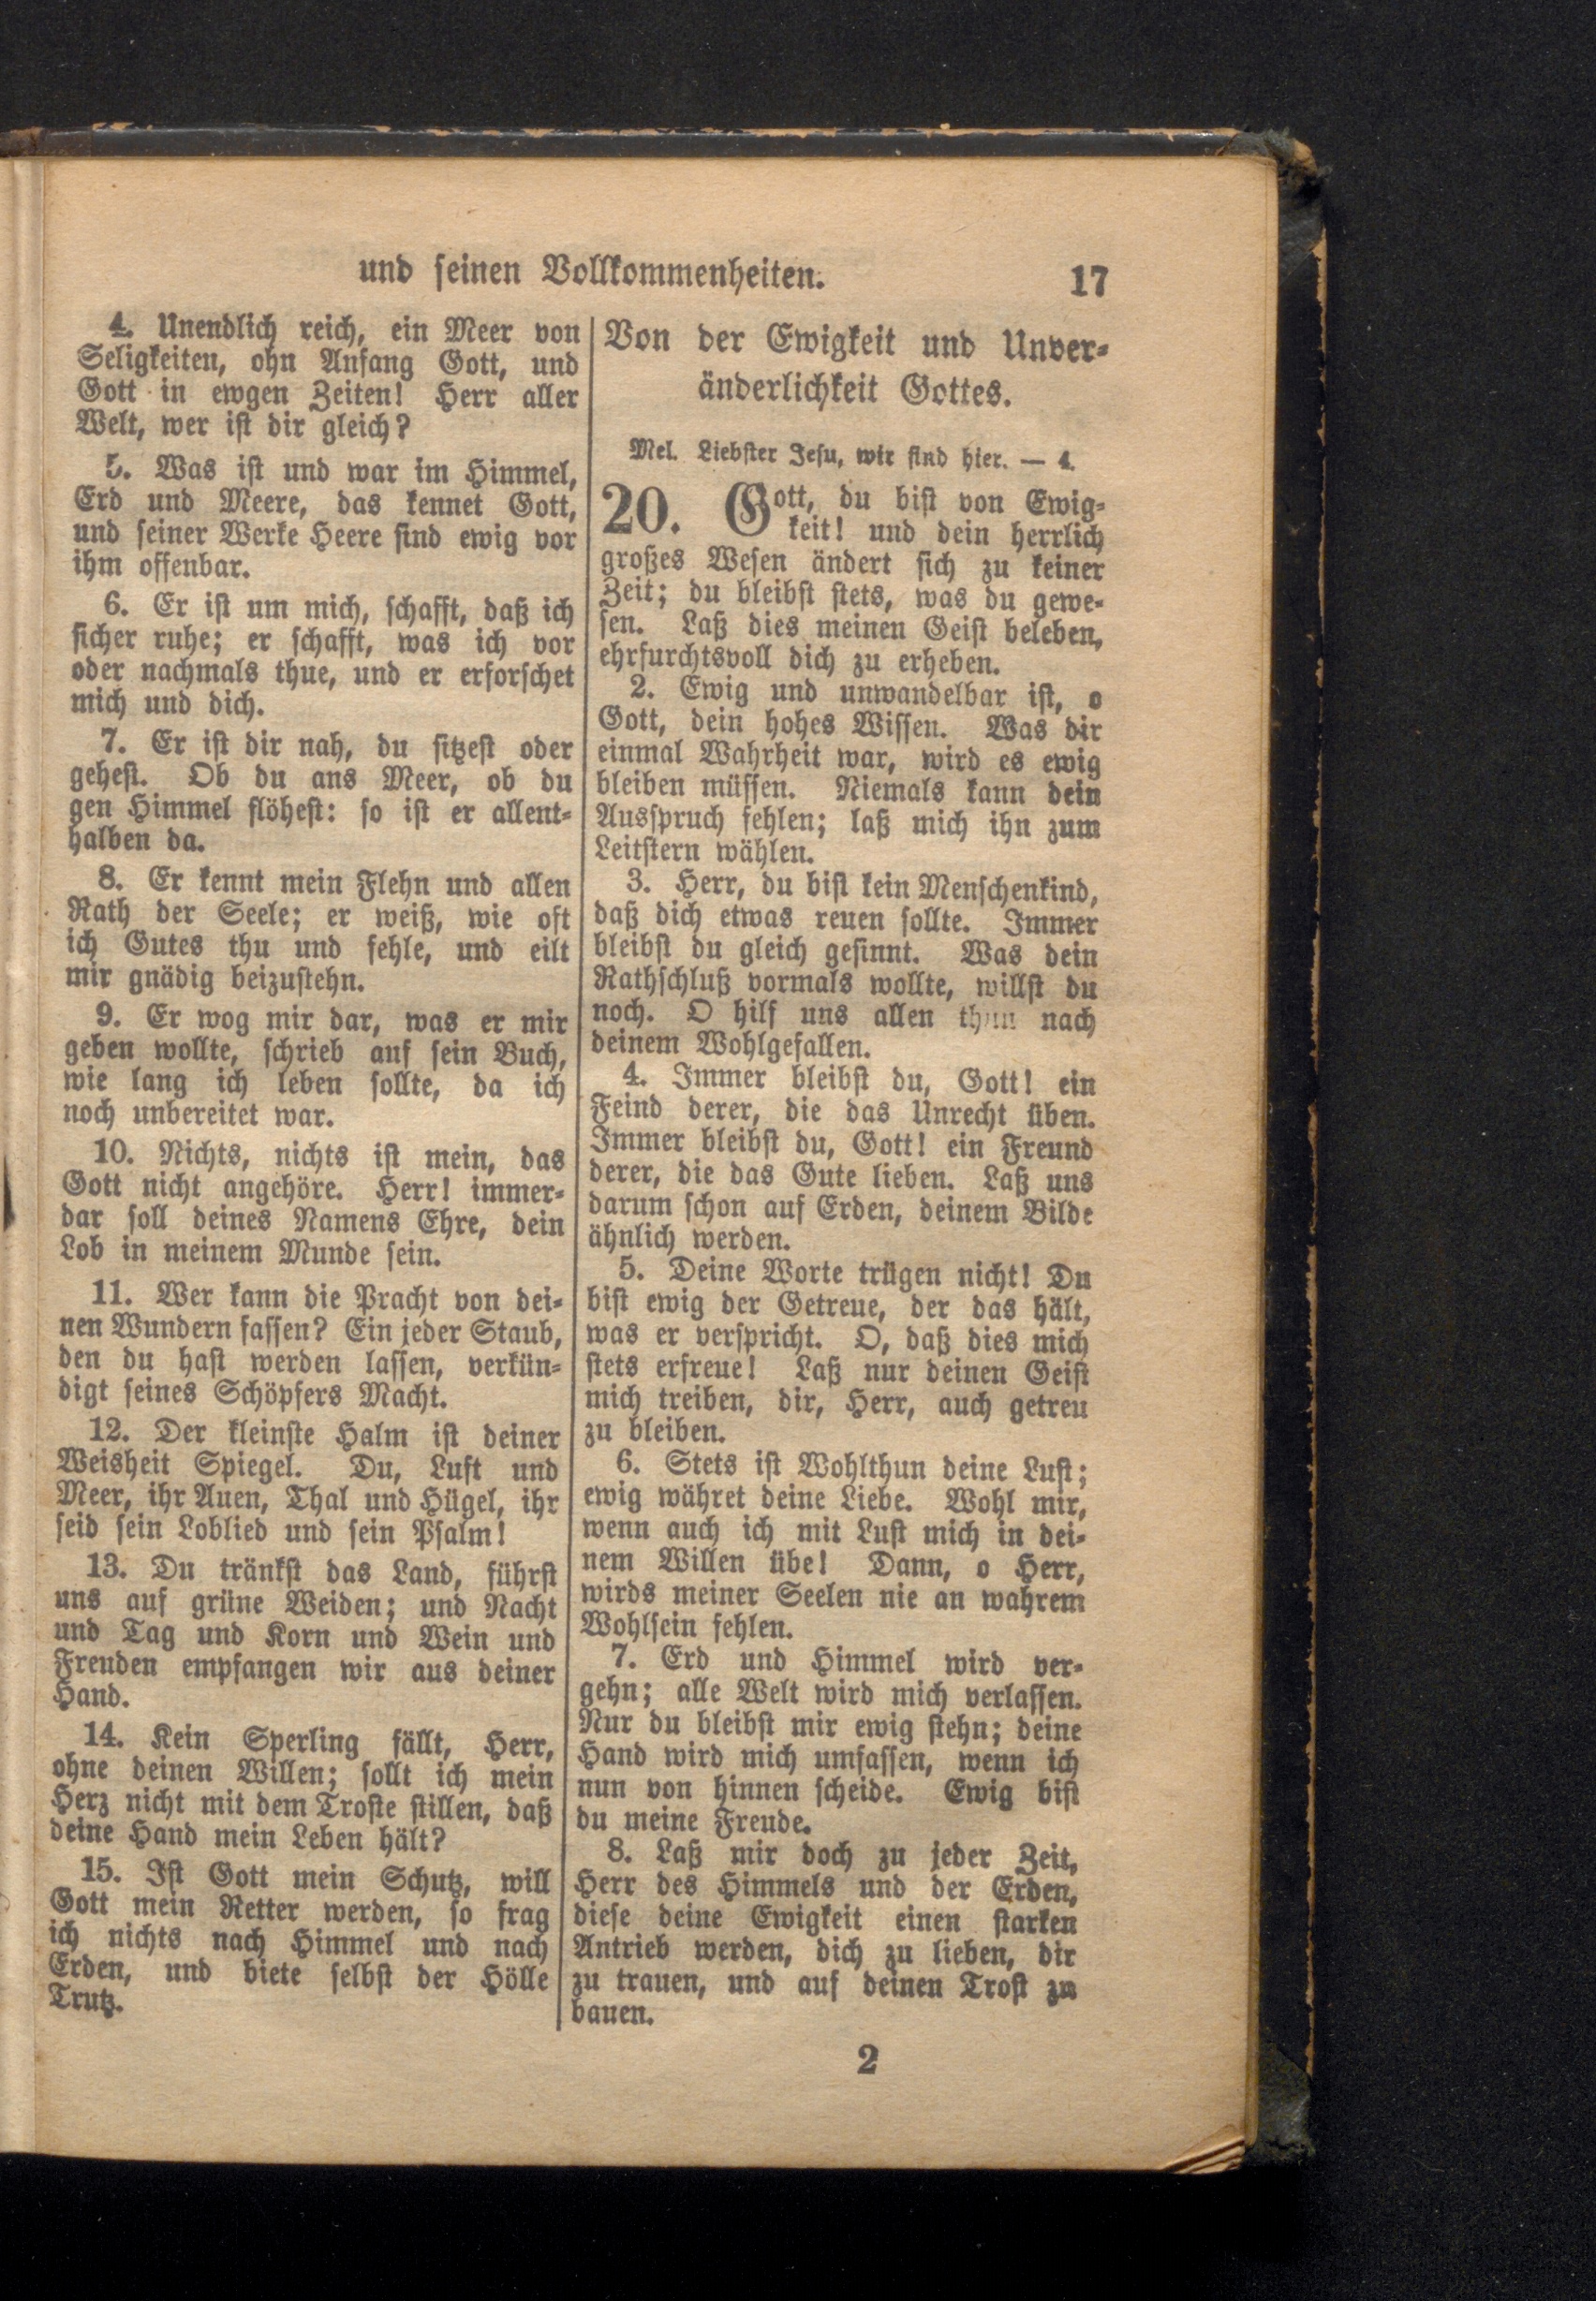 und seinen Vollkommenheiten. 17
4. Unendlich reich, ein Meer von
Seligkeiten, ohn Anfang Gott, und
Gott in ewgen Zeiten! Herr aller
Welt, wer ist dir gleich?
5. Was ist und war im Himmel,
Erd und Meere, das kennet Gott,
und seiner Werke Heere sind ewig vor
ihm offenbar.
6. Er ist um mich, schafft, daß ich
sicher ruhe; er schafft, was ich vor
oder nachmals thue, und er erforschet
mich und dich.
7. Er ist dir nah, du sitzest oder
gehest. Ob du ans Meer, ob du
gen Himmel flöhest: so ist er allent-
halben da.
8. Er kennt mein Flehn und allen
Rath der Seele; er weiß, wie oft
ich Gutes thu und fehle, und eilt
mir gnädig beizustehn.
9. Er wog mir dar, was er mir
geben wollte, schrieb auf sein Buch,
wie lang ich leben sollte, da ich
noch unbereitet war.
10. Nichts, nichts ist mein, das
Gott nicht angehöre. Herr! immer-
dar soll deines Namens Ehre, dein
Lob in meinem Munde sein.
11. Wer kann die Pracht von dei-
nen Wundern fassen? Ein jeder Staub,
den du hast werden lassen, verkün-
digt seines Schöpfers Macht.
12. Der kleinste Halm ist deiner
Weisheit Spiegel. Du, Luft und
Meer, ihr Auen, Thal und Hügel, ihr
seid sein Loblied und sein Psalm!
13. Du tränkst das Land, führst
uns auf grüne Weiden; und Nacht
und Tag und Korn und Wein und
Freuden empfangen wir aus deiner
Hand.
14. Kein Sperling fällt, Herr,
ohne deinen Willen; sollt ich mein
Herz nicht mit dem Troste stillen, daß
deine Hand mein Leben hält?
15. Ist Gott mein Schutz, will
Gott mein Retter werden, so frag
ich nichts nach Himmel und nach
Erden, und biete selbst der Hölle
Trutz.
Von der Ewigkeit und Unver-
änderlichkeit Gottes.
Mel. Liebster Jesu, wir sind hier. — 4.
20. Gott, du bist von Ewig-
keit! und dein herrlich
großes Wesen ändert sich zu keiner
Zeit; du bleibst stets, was du gewe-
sen. Laß dies meinen Geist beleben,
ehrfurchtsvoll dich zu erheben.
2. Ewig und unwandelbar ist, o
Gott, dein hohes Wissen. Was dir
einmal Wahrheit war, wird es ewig
bleiben müssen. Niemals kann dein
Ausspruch fehlen; laß mich ihn zum
Leitstern wählen.
3. Herr, du bist kein Menschenkind,
daß dich etwas reuen sollte. Immer
bleibst du gleich gesinnt. Was dein
Rathschluß vormals wollte, willst du
noch. O hilf uns allen thun nach
deinem Wohlgefallen.
4. Immer bleibst du, Gott! ein
Feind derer, die das Unrecht üben.
Immer bleibst du, Gott! ein Freund
derer, die das Gute lieben. Laß uns
darum schon auf Erden, deinem Bilde
ähnlich werden.
5. Deine Worte trügen nicht! Du
bist ewig der Getreue, der das hält,
was er verspricht. O, daß dies mich
stets erfreue! Laß nur deinen Geist
mich treiben, dir, Herr, auch getreu
zu bleiben.
6. Stets ist Wohlthun deine Lust;
ewig währet deine Liebe. Wohl mir,
wenn auch ich mit Lust mich in dei-
nem Willen übe! Dann, o Herr,
wirds meiner Seelen nie an wahrem
Wohlsein fehlen.
7. Erd und Himmel wird ver-
gehn; alle Welt wird mich verlassen.
Nur du bleibst mir ewig stehn; deine
Hand wird mich umfassen, wenn ich
nun von hinnen scheide. Ewig bist
du meine Freude.
8. Laß mir doch zu jeder Zeit,
Herr des Himmels und der Erden,
diese deine Ewigkeit einen starken
Antrieb werden, dich zu lieben, dir
zu trauen, und auf deinen Trost zu
bauen.
2